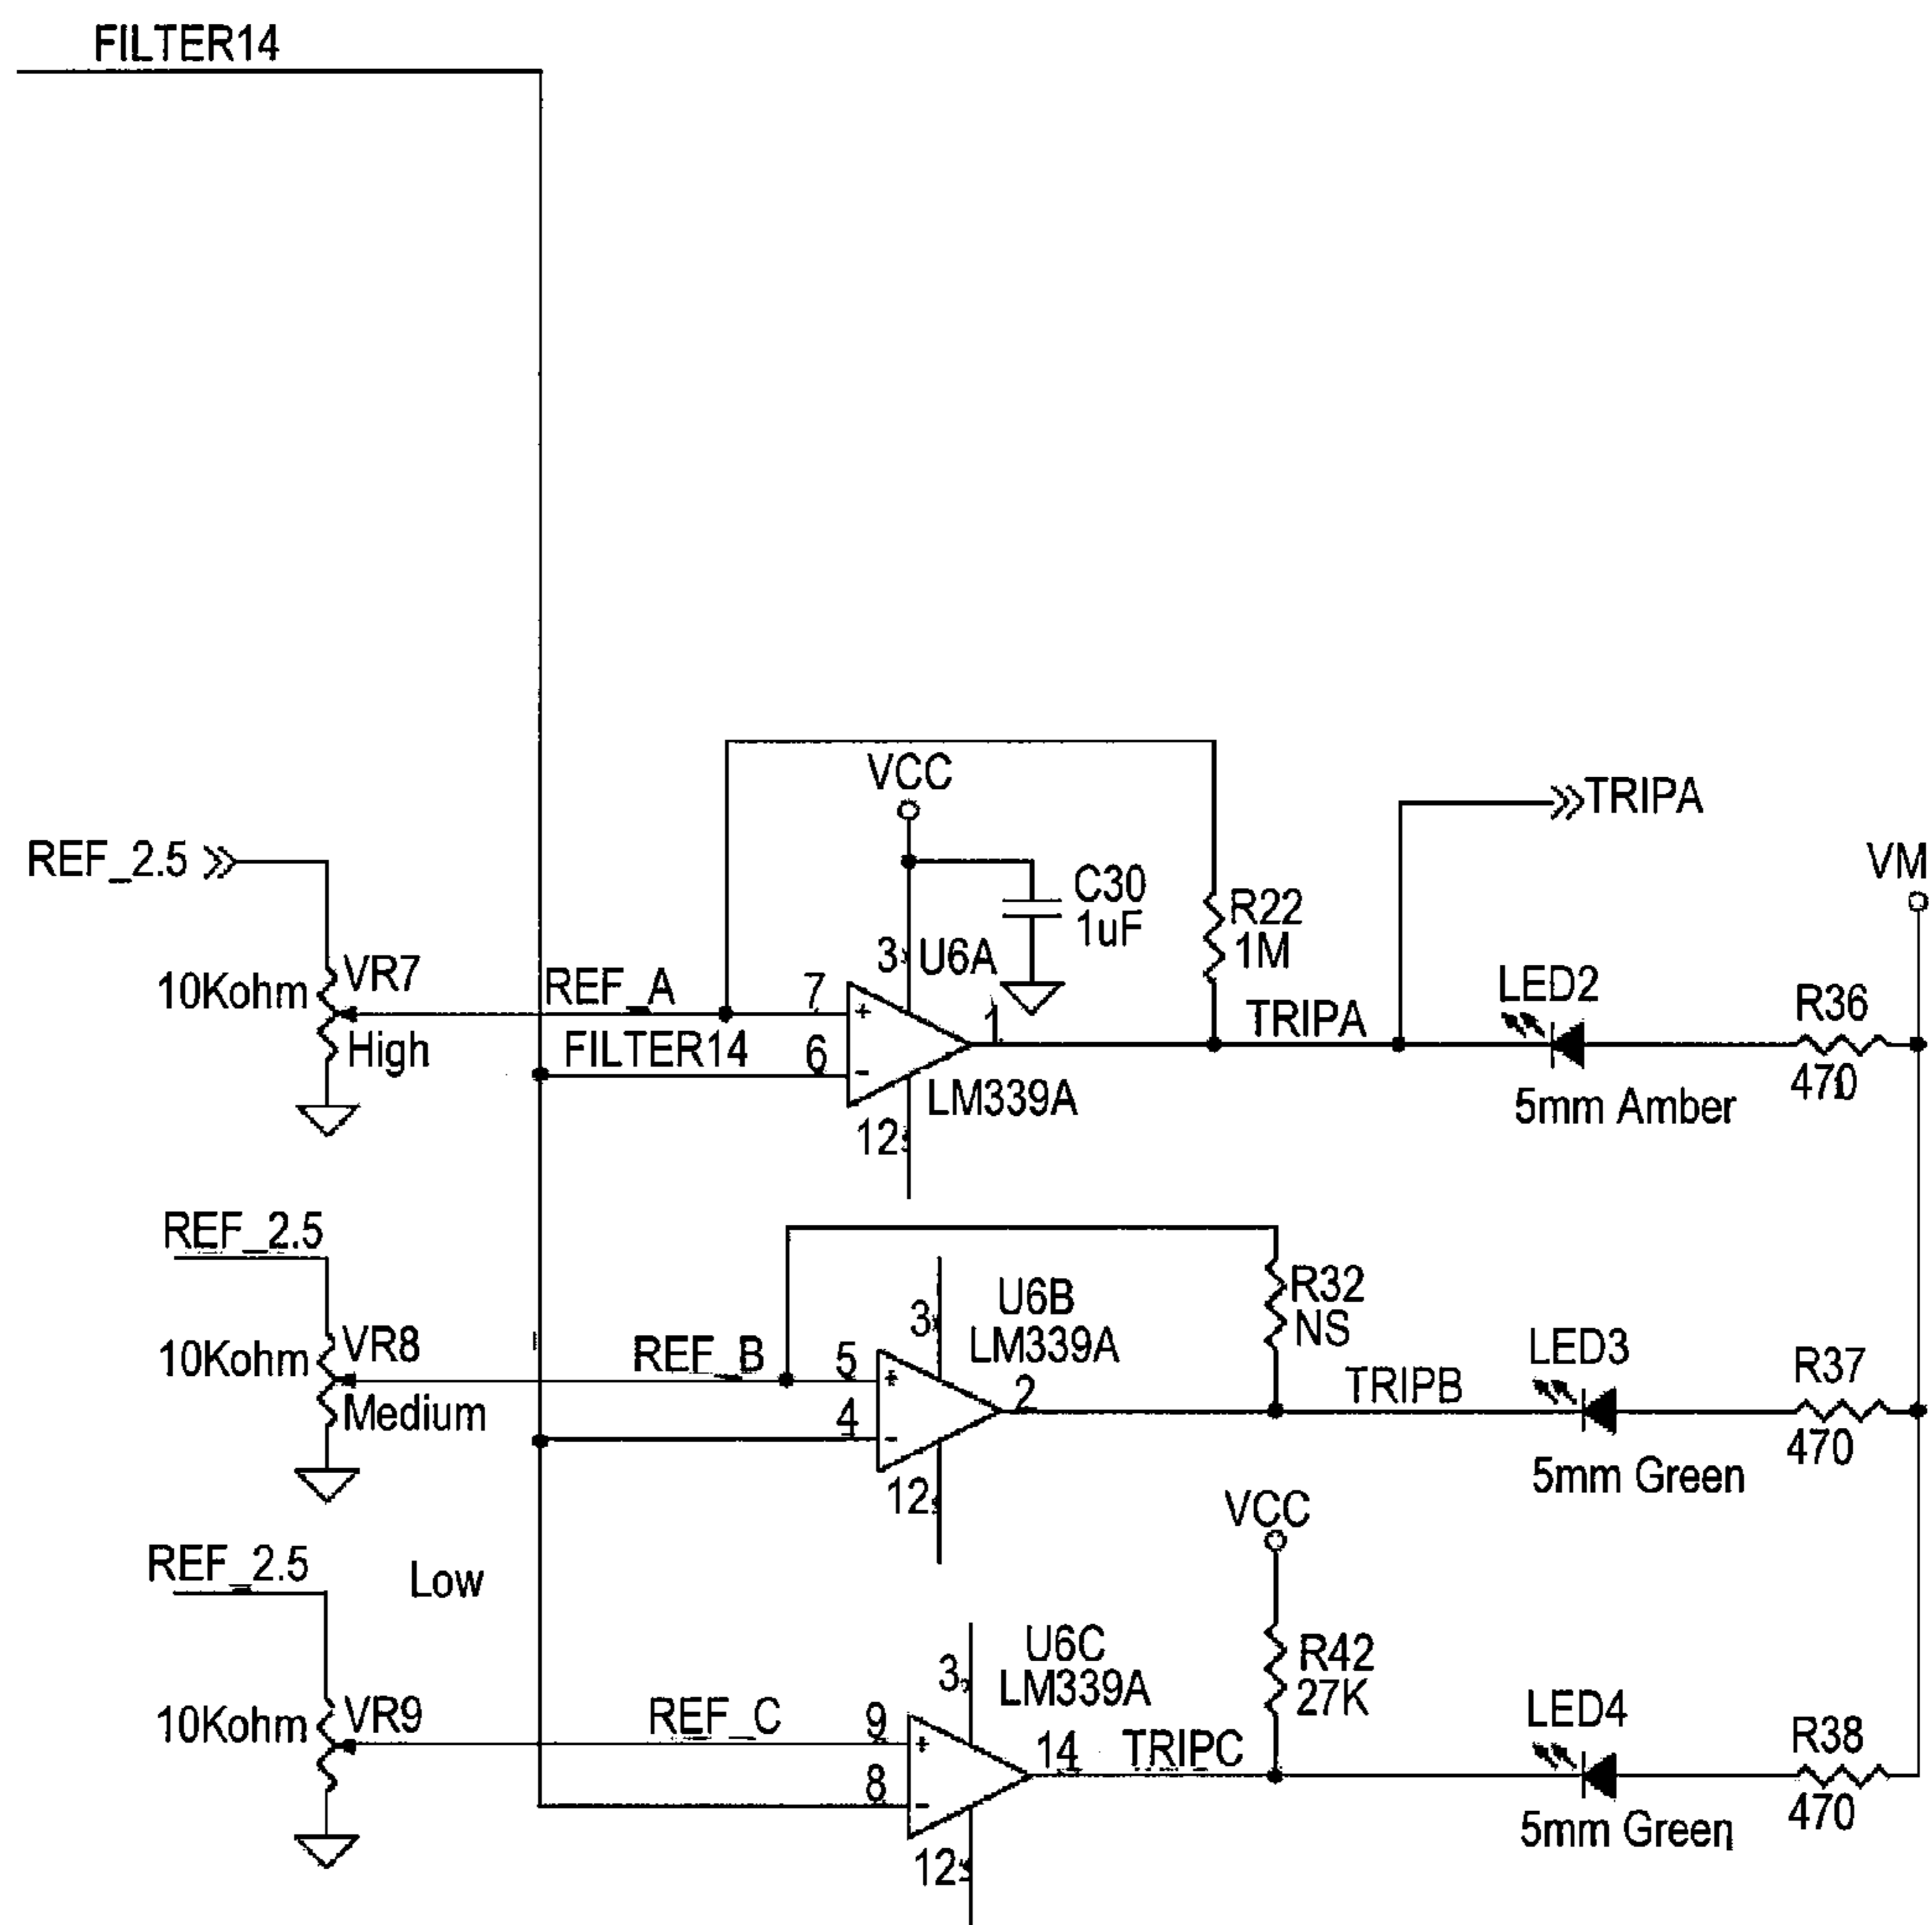 FILTER14
VCC
TRIPA
REF_2.5
VM
C30
1uF
R22
1M
3
U6A
10Kohm
VR7
High
REF_A
7
FILTER14
6
1
TRIPA
LED2
R36
470
LM339A
5mm Amber
12
REF_2.5
U6B
LM339A
3
R32
NS
10Kohm
VR8
Medium
REF_B
5
4
2
TRIPB
LED3
R37
470
12
5mm Green
VCC
REF_2.5
Low
U6C
LM339A
3
R42
27K
10Kohm
VR9
REF_C
9
8
14
TRIPC
LED4
R38
470
5mm Green
12